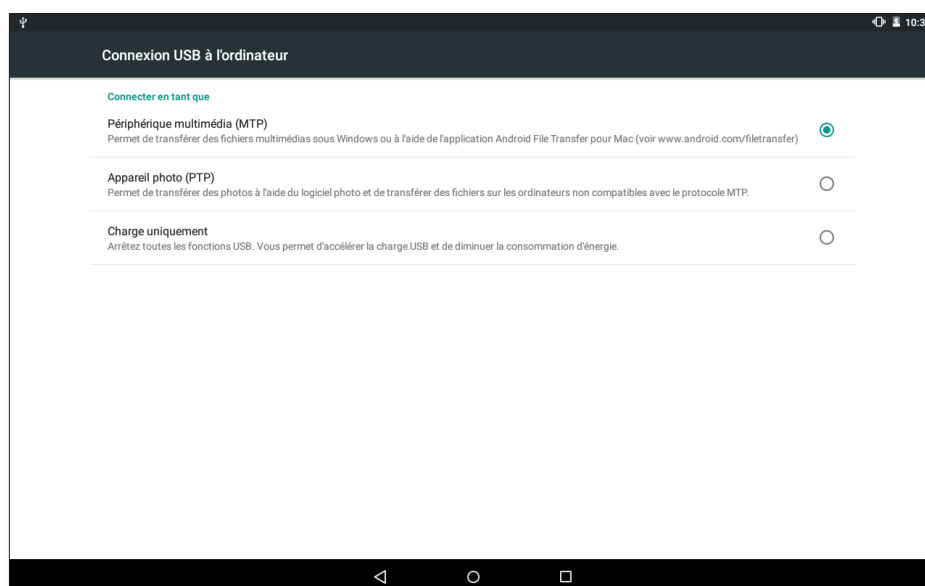 10:3
Connexion USB à l'ordinateur
Connecter en tant que
Périphérique multimédia (MTP)
Permet de transférer des fichiers multimédias sous Windows ou à l'aide de l'application Android File Transfer pour Mac (voir www.android.com/filetransfer)
Appareil photo (PTP)
Permet de transférer des photos à l'aide du logiciel photo et de transférer des fichiers sur les ordinateurs non compatibles avec le protocole MTP.
Charge uniquement
Arrêtez toutes les fonctions USB. Vous permet d'accélérer la charge USB et de diminuer la consommation d'énergie.